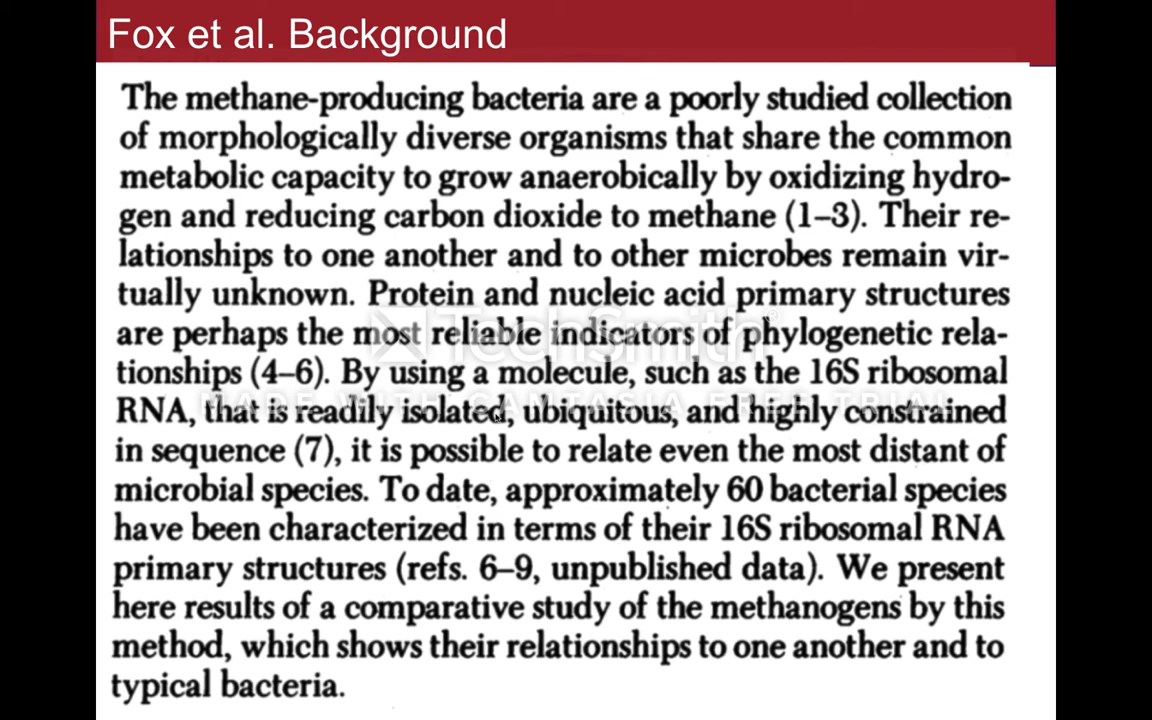 Fox et al. Background
The methane-producing bacteria are a poorly studied collection
of morphologically diverse organisms that share the common
metabolic capacity to grow anaerobically by oxidizing hydro-
gen and reducing carbon dioxide to methane (1–3). Their re-
lationships to one another and to other microbes remain vir-
tually unknown. Protein and nucleic acid primary structures
are perhaps the most reliable indicators of phylogenetic rela-
tionships (4–6). By using a molecule, such as the 16S ribosomal
RNA, that is readily isolated, ubiquitous, and highly constrained
in sequence (7), it is possible to relate even the most distant of
microbial species. To date, approximately 60 bacterial species
have been characterized in terms of their 16S ribosomal RNA
primary structures (refs. 6–9, unpublished data). We present
here results of a comparative study of the methanogens by this
method, which shows their relationships to one another and to
typical bacteria.
TechSmith®
MADE WITH CAMTASIA FREE TRIAL